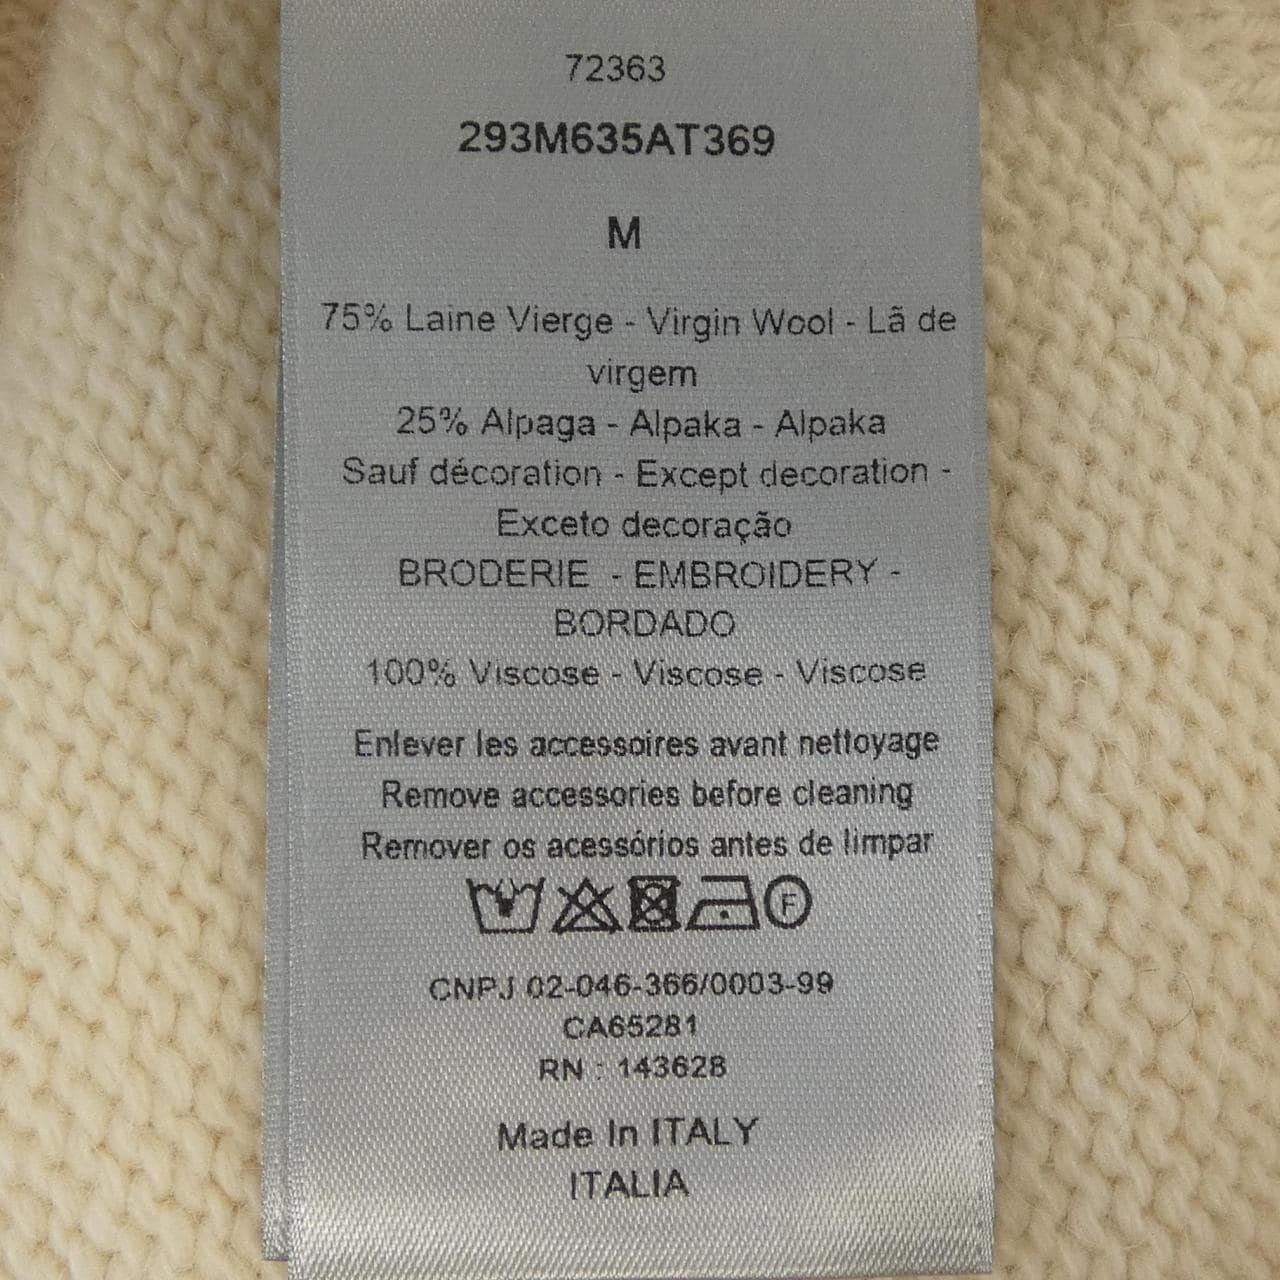 72363
293M635AT369
M
75% Laine Vierge - Virgin Wool - Lã de
virgem
25% Alpaga - Alpaka - Alpaka
Sauf décoration - Except decoration -
Exceto decoração
BRODERIE - EMBROIDERY -
BORDADO
100% Viscose - Viscose - Viscose
Enlever les accessoires avant nettoyage
Remove accessories before cleaning
Remover os acessórios antes de limpar
F
CNPJ 02-046-366/0003-99
CA65281
RN : 143628
Made In ITALY
ITALIA